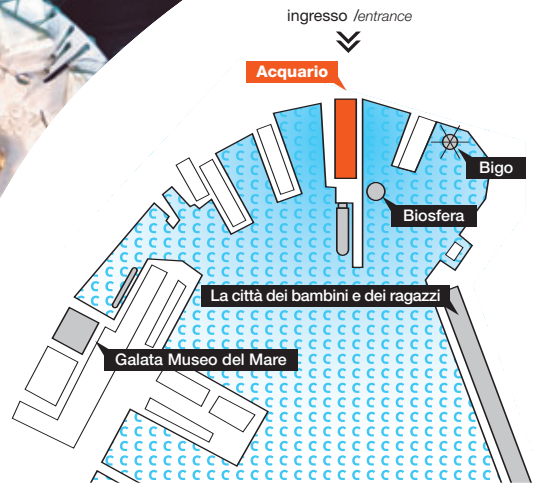 ingresso /entrance
Acquario
Bigo
Biosfera
La città dei bambini e dei ragazzi
Galata Museo del Mare